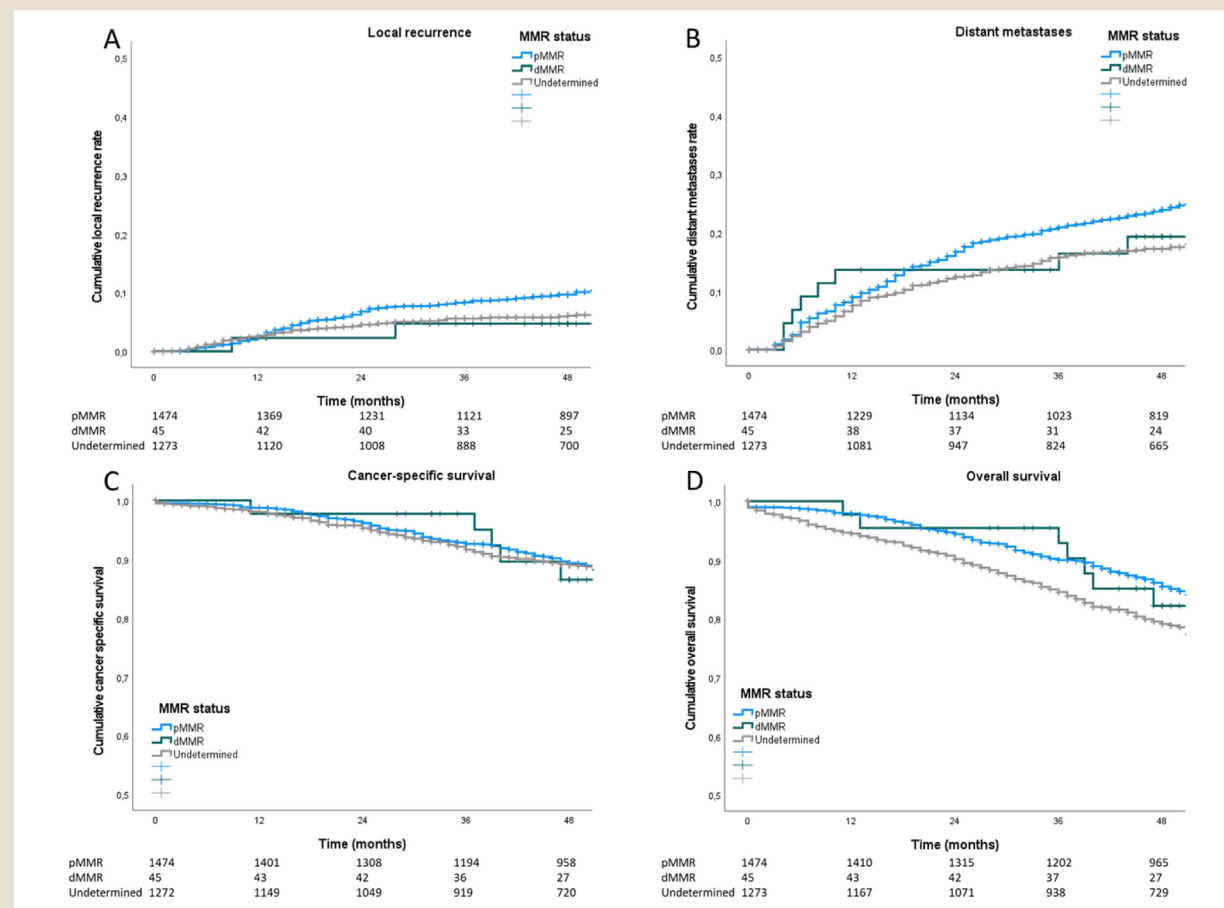 A
Local recurrence
MMR status
pMMR
dMMR
Undetermined
Cumulative local recurrence rate
0,5
0,4
0,3
0,2
0,1
0,0
0 12 24 36 48
Time (months)
pMMR 1474 1369 1231 1121 897
dMMR 45 42 40 33 25
Undetermined 1273 1120 1008 888 700
B
Distant metastases
MMR status
pMMR
dMMR
Undetermined
Cumulative distant metastases rate
0,5
0,4
0,3
0,2
0,1
0,0
0 12 24 36 48
Time (months)
pMMR 1474 1229 1134 1023 819
dMMR 45 38 37 31 24
Undetermined 1273 1081 947 824 665
C
Cancer-specific survival
Cumulative cancer specific survival
1,0
0,9
0,8
0,7
0,6
0,5
MMR status
pMMR
dMMR
Undetermined
0 12 24 36 48
Time (months)
pMMR 1474 1401 1308 1194 958
dMMR 45 43 42 36 27
Undetermined 1272 1149 1049 919 720
D
Overall survival
Cumulative overall survival
1,0
0,9
0,8
0,7
0,6
0,5
MMR status
pMMR
dMMR
Undetermined
0 12 24 36 48
Time (months)
pMMR 1474 1410 1315 1202 965
dMMR 45 43 42 37 27
Undetermined 1273 1167 1071 938 729